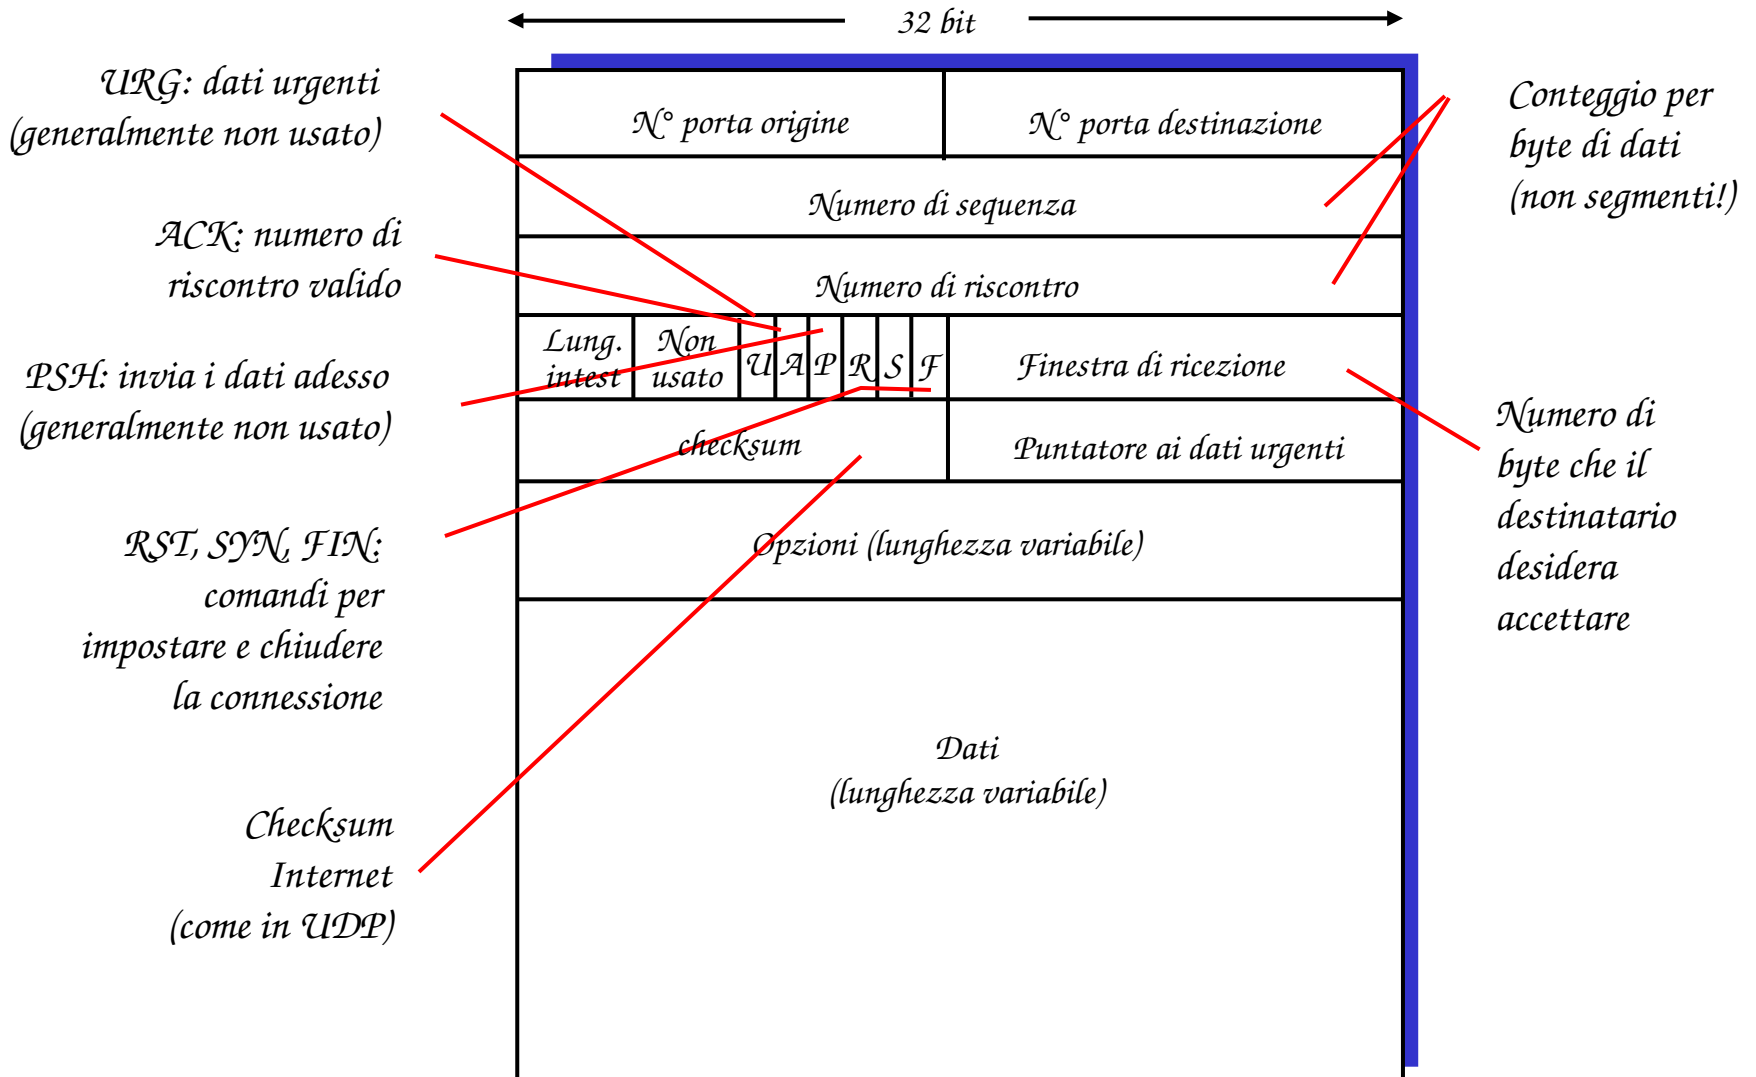 32 bit
URG: dati urgenti
(generalmente non usato)
ACK: numero di
riscontro valido
PSH: invia i dati adesso
(generalmente non usato)
RST, SYN, FIN:
comandi per
impostare e chiudere
la connessione
Checksum
Internet
(come in UDP)
N° porta origine
N° porta destinazione
Numero di sequenza
Numero di riscontro
Lung.
intest
Non
usato
U A P R S F
Finestra di ricezione
checksum
Puntatore ai dati urgenti
Opzioni (lunghezza variabile)
Dati
(lunghezza variabile)
Conteggio per
byte di dati
(non segmenti!)
Numero di
byte che il
destinatario
desidera
accettare